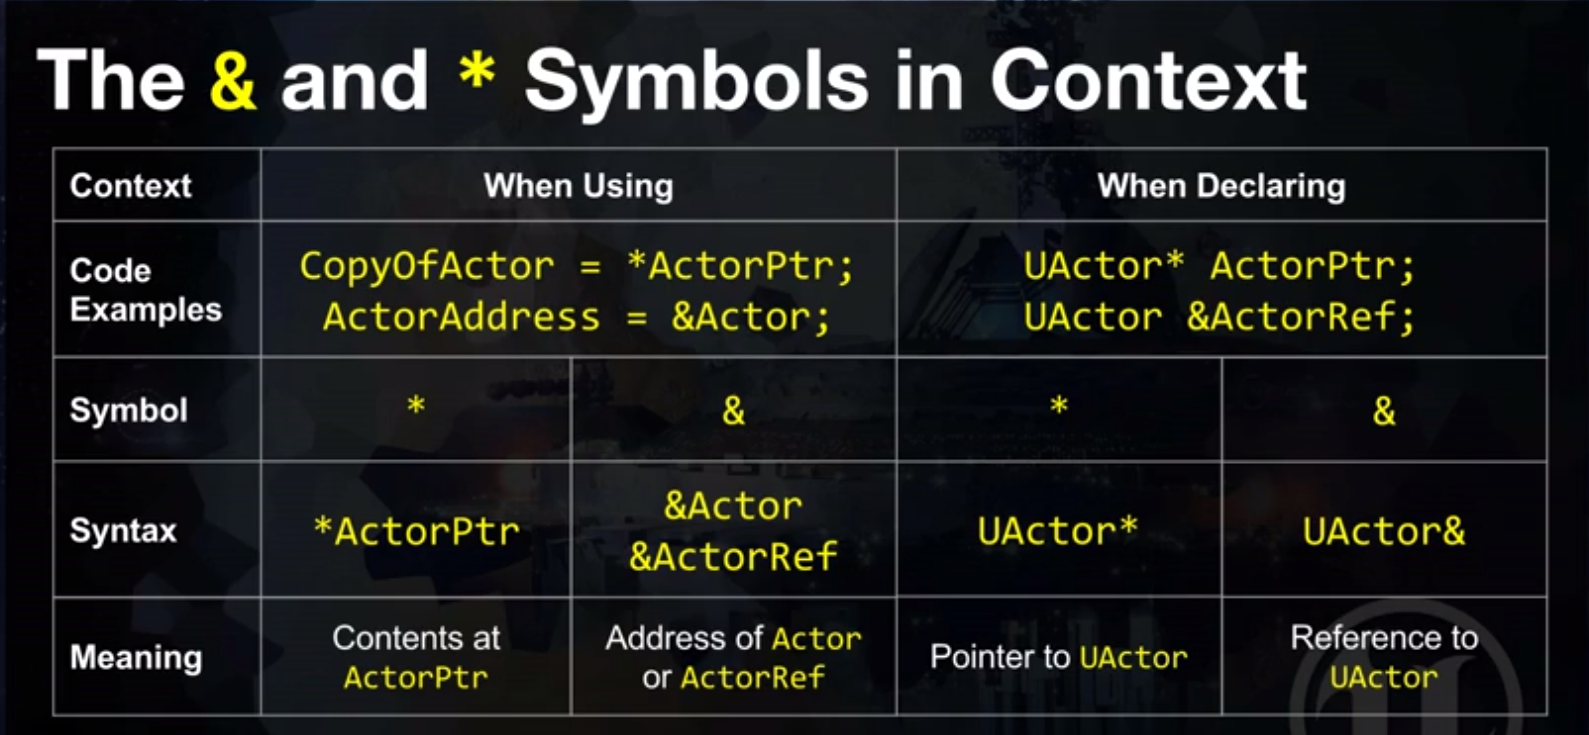 The & and * Symbols in Context
Context
When Using
When Declaring
Code
Examples
CopyOfActor = *ActorPtr;
ActorAddress = &Actor;
UActor* ActorPtr;
UActor &ActorRef;
Symbol
*
&
*
&
Syntax
*ActorPtr
&Actor
&ActorRef
UActor*
UActor&
Meaning
Contents at
ActorPtr
Address of Actor
or ActorRef
Pointer to UActor
Reference to
UActor